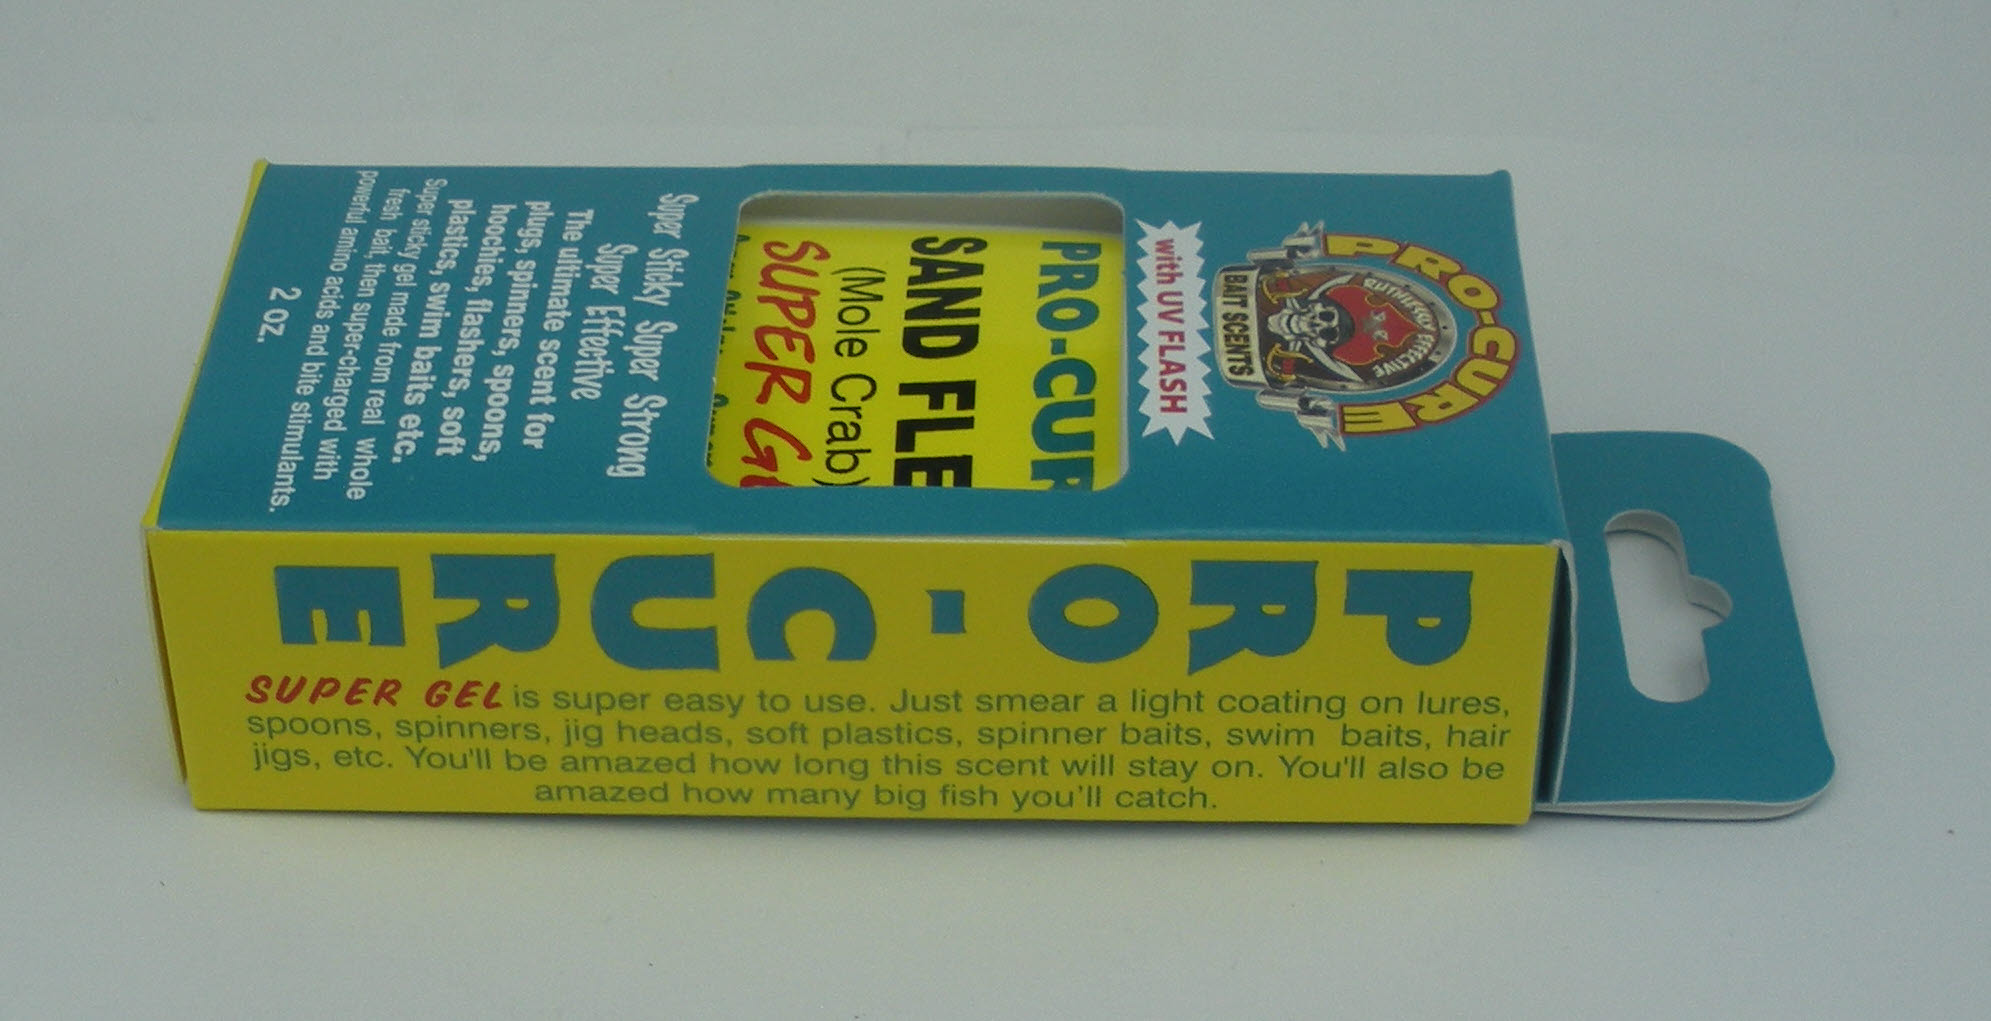 PRO-CURE
RUTHLESSLY EFFECTIVE
BAIT SCENTS
with UV FLASH
PRO-CUR
SAND FLE
(Mole Crab)
SUPER G
Super Sticky Super Strong
Super Effective
The ultimate scent for
plugs, spinners, spoons,
hoochies, flashers, soft
plastics, swim baits etc.
Super sticky gel made from real whole
fresh bait, then super-charged with
powerful amino acids and bite stimulants.
2 oz.
PRO-CURE
SUPER GEL is super easy to use. Just smear a light coating on lures,
spoons, spinners, jig heads, soft plastics, spinner baits, swim baits, hair
jigs, etc. You'll be amazed how long this scent will stay on. You'll also be
amazed how many big fish you'll catch.